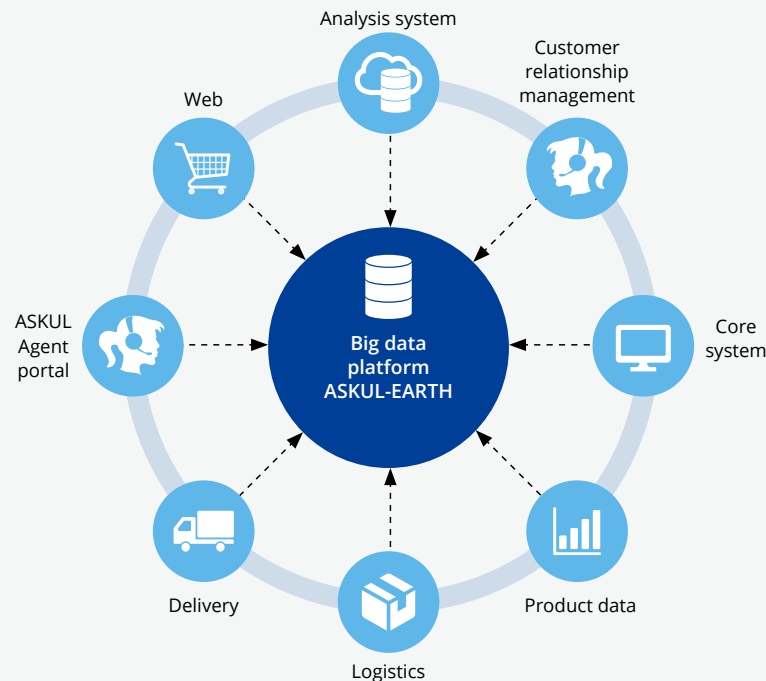 Analysis system
Customer
relationship
management
Web
ASKUL
Agent
portal
Big data
platform
ASKUL-EARTH
Core
system
Delivery
Product data
Logistics